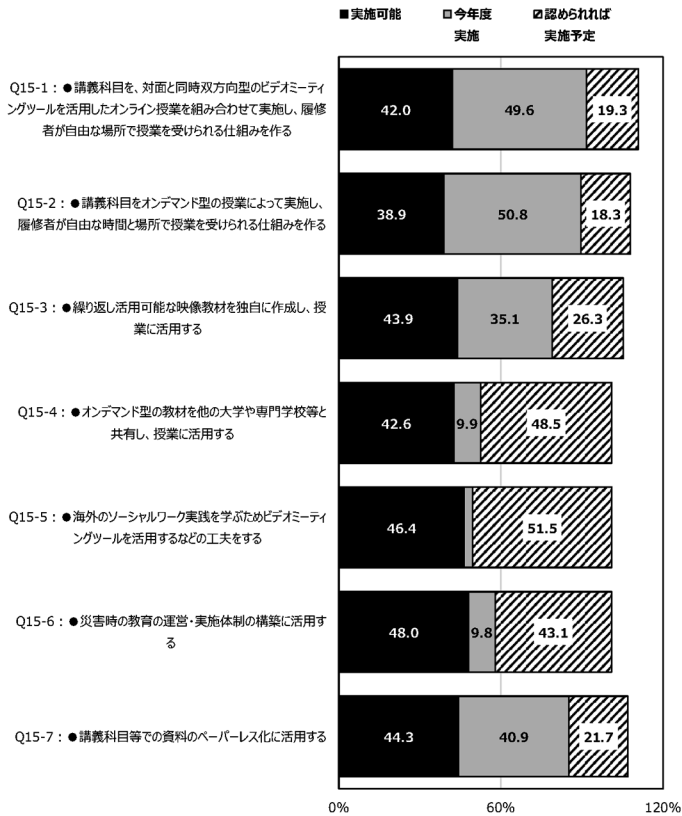 ■実施可能
■今年度
実施
認められれば
実施予定
Q15-1：●講義科目を、対面と同時双方向型のビデオミーティ
ングツールを活用したオンライン授業を組み合わせて実施し、履修
者が自由な場所で授業を受けられる仕組みを作る
42.0
49.6
19.3
Q15-2：●講義科目をオンデマンド型の授業によって実施し、
履修者が自由な時間と場所で授業を受けられる仕組みを作る
38.9
50.8
18.3
Q15-3：●繰り返し活用可能な映像教材を独自に作成し、授
業に活用する
43.9
35.1
26.3
Q15-4：●オンデマンド型の教材を他の大学や専門学校等と
共有し、授業に活用する
42.6
9.9
48.5
Q15-5：●海外のソーシャルワーク実践を学ぶためビデオミーティ
ングツールを活用するなどの工夫をする
46.4
51.5
Q15-6：●災害時の教育の運営・実施体制の構築に活用す
る
48.0
9.8
43.1
Q15-7：●講義科目等での資料のペーパーレス化に活用する
44.3
40.9
21.7
0%
60%
120%